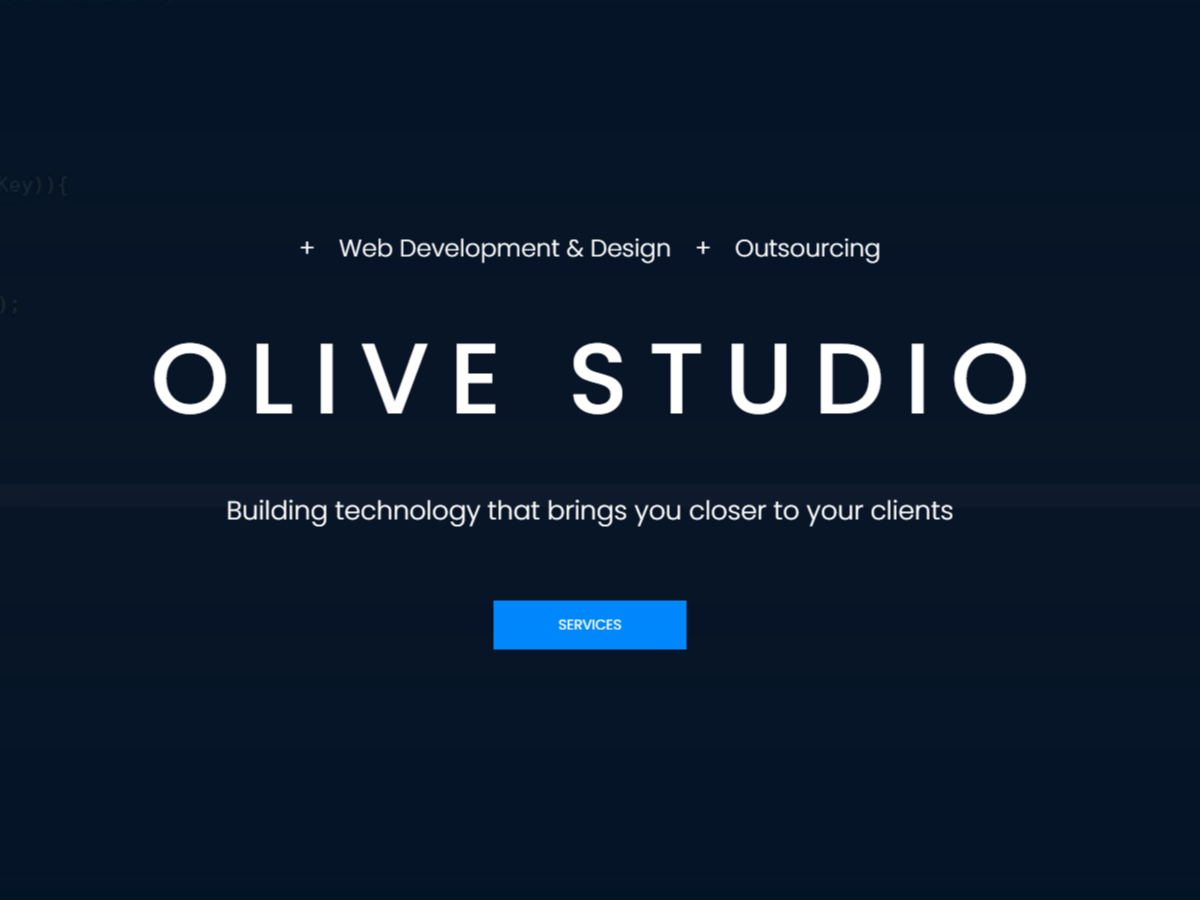 Key)){
+ Web Development & Design + Outsourcing
);
OLIVE STUDIO
Building technology that brings you closer to your clients
SERVICES